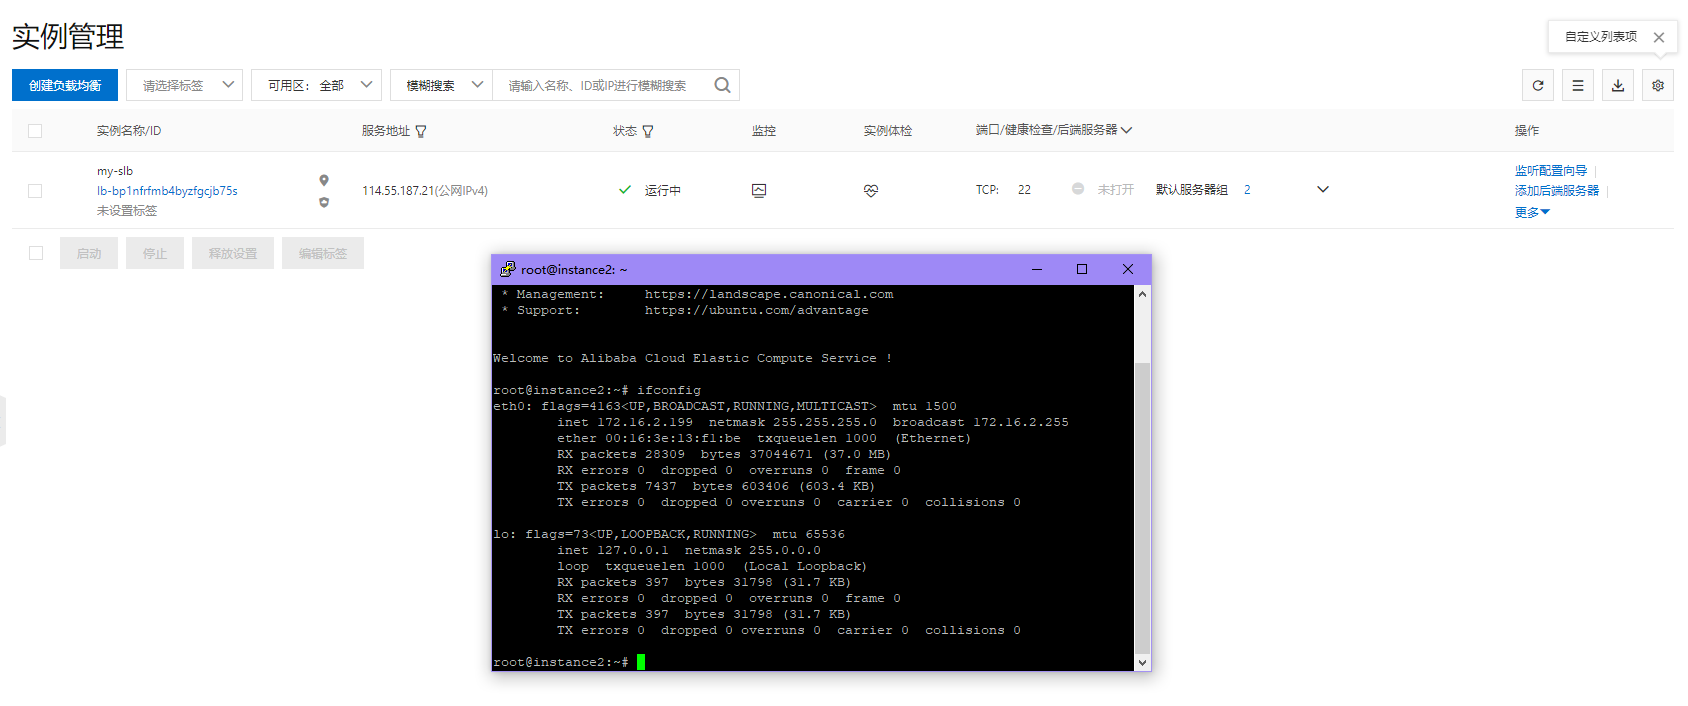 实例管理
自定义列表项
创建负载均衡 请选择标签 可用区： 全部 模糊搜索 请输入名称、ID或IP进行模糊搜索
实例名称/ID 服务地址 状态 监控 实例体检 端口/健康检查/后端服务器 操作
my-slb
lb-bp1nfrfmb4byzfgcjb75s
未设置标签
114.55.187.21(公网IPv4) 运行中 TCP: 22 未打开 默认服务器组 2
监听配置向导
添加后端服务器
更多
启动 停止 释放设置 编辑标签
root@instance2: ~
* Management: https://landscape.canonical.com
* Support: https://ubuntu.com/advantage
Welcome to Alibaba Cloud Elastic Compute Service !
root@instance2:~# ifconfig
eth0: flags=4163<UP,BROADCAST,RUNNING,MULTICAST> mtu 1500
inet 172.16.2.199 netmask 255.255.255.0 broadcast 172.16.2.255
ether 00:16:3e:13:f1:be txqueuelen 1000 (Ethernet)
RX packets 28309 bytes 37044671 (37.0 MB)
RX errors 0 dropped 0 overruns 0 frame 0
TX packets 7437 bytes 603406 (603.4 KB)
TX errors 0 dropped 0 overruns 0 carrier 0 collisions 0
lo: flags=73<UP,LOOPBACK,RUNNING> mtu 65536
inet 127.0.0.1 netmask 255.0.0.0
loop txqueuelen 1000 (Local Loopback)
RX packets 397 bytes 31798 (31.7 KB)
RX errors 0 dropped 0 overruns 0 frame 0
TX packets 397 bytes 31798 (31.7 KB)
TX errors 0 dropped 0 overruns 0 carrier 0 collisions 0
root@instance2:~#